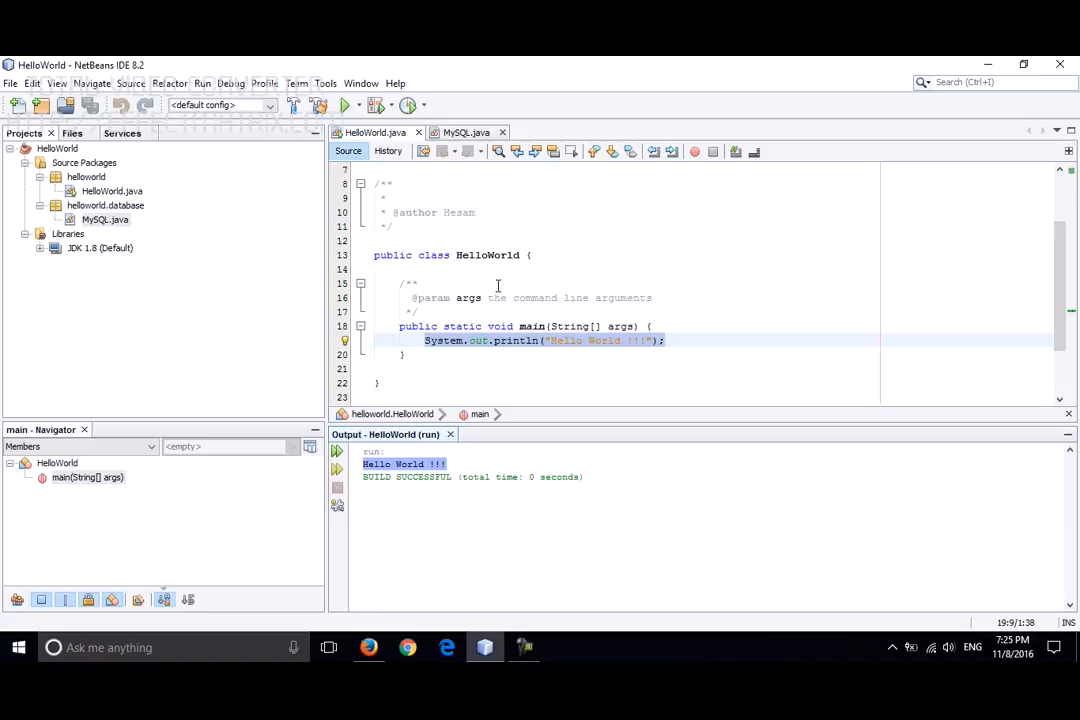 HelloWorld - NetBeans IDE 8.2
File Edit View Navigate Source Refactor Run Debug Profile Team Tools Window Help
Search (Ctrl+I)
TOTAL VIDEO CONVERTER
<default config>
HTTP://EFFECTMATRIX.COM
Projects Files Services
HelloWorld
Source Packages
helloworld
HelloWorld.java
helloworld.database
MySQL.java
Libraries
JDK 1.8 (Default)
HelloWorld.java MySQL.java
Source History
7
8 /**
9 *
10 * @author Hesam
11 */
12
13 public class HelloWorld {
14
15 /**
16 @param args the command line arguments
17 */
18 public static void main(String[] args) {
System.out.println("Hello World !!!");
20 }
21
22 }
23
helloworld.HelloWorld main
main - Navigator
Members <empty>
HelloWorld
main(String[] args)
Output - HelloWorld (run)
run:
Hello World !!!
BUILD SUCCESSFUL (total time: 0 seconds)
19:9/1:38 INS
Ask me anything
ENG
7:25 PM
11/8/2016